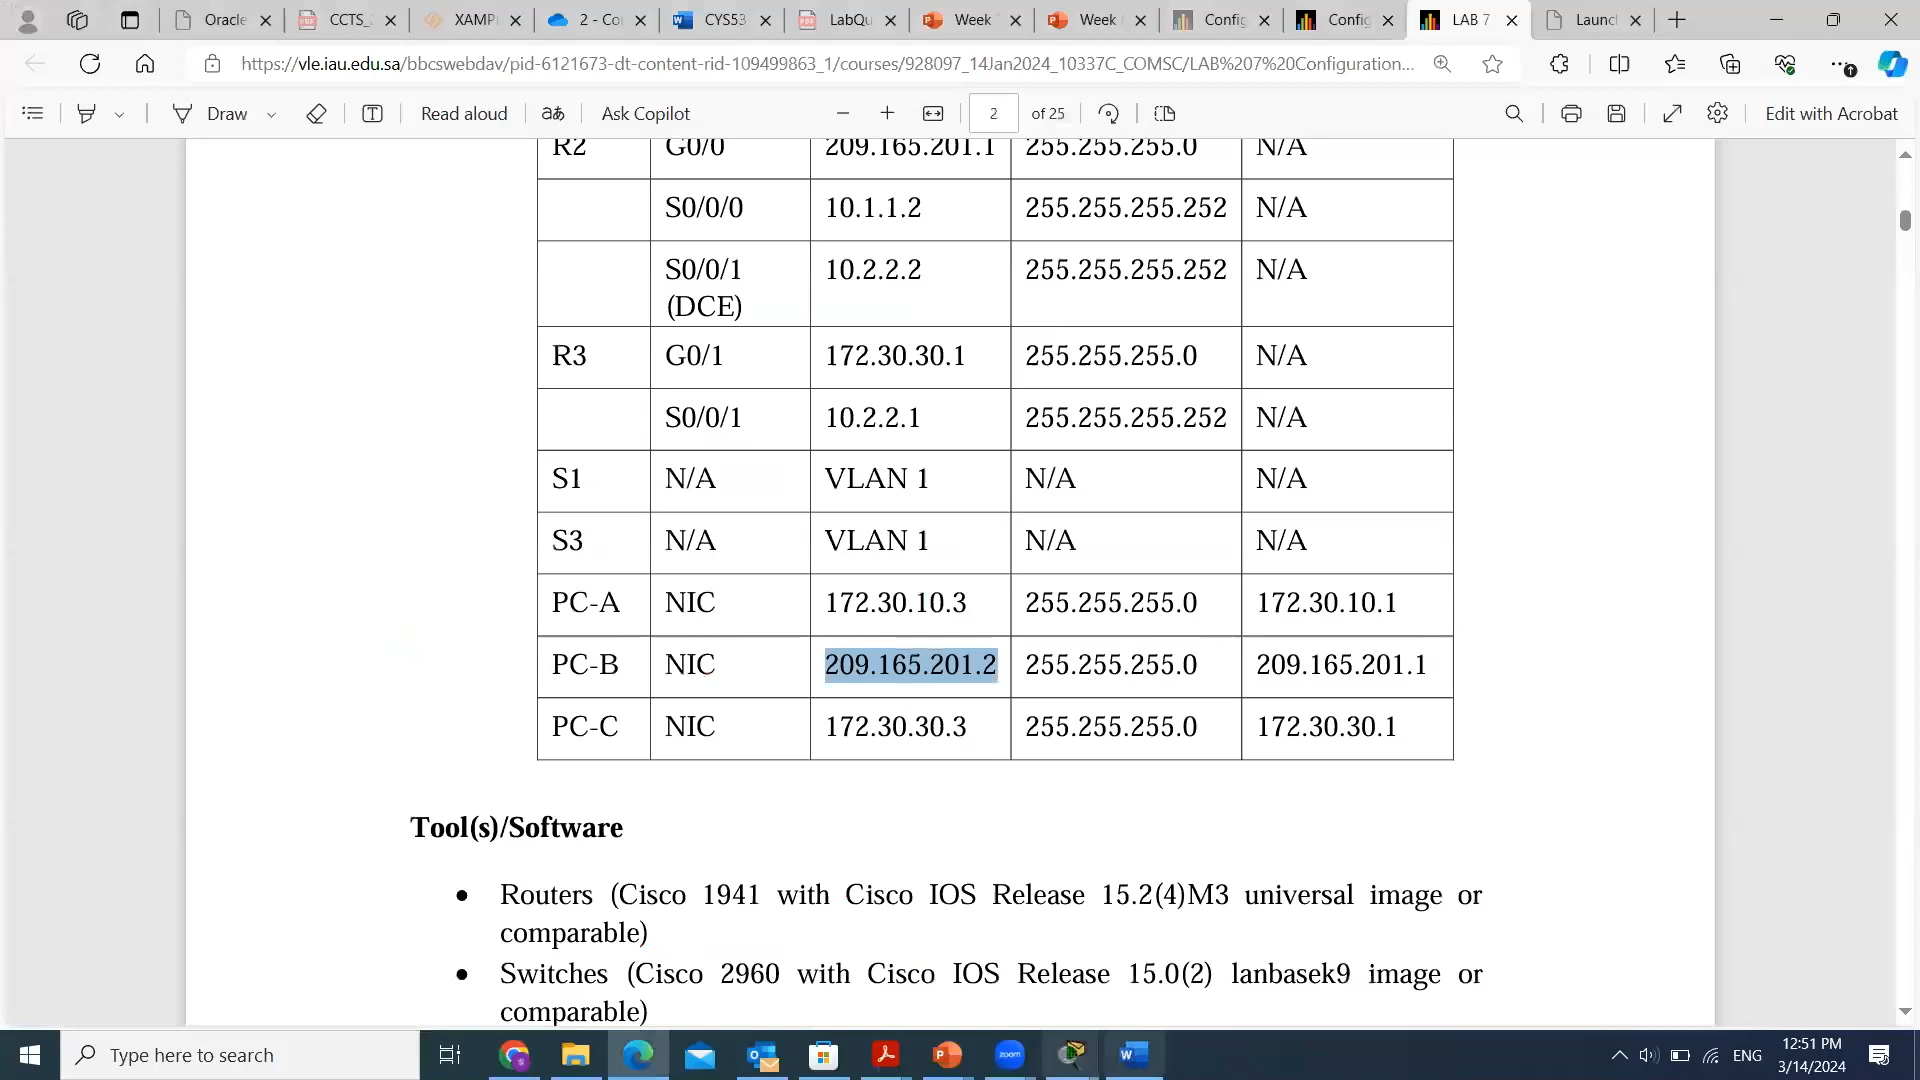 Oracle
CCTS_
XAMP
2 - Co
CYS53
LabQu
Week
Week
Config
Config
LAB 7
Launch
https://vle.iau.edu.sa/bbcswebdav/pid-6121673-dt-content-rid-109499863_1/courses/928097_14Jan2024_10337C_COMSC/LAB%207%20Configuration...
Draw
Read aloud
Ask Copilot
2 of 25
Edit with Acrobat
R2 G0/0 209.165.201.1 255.255.255.0 N/A
S0/0/0 10.1.1.2 255.255.255.252 N/A
S0/0/1 10.2.2.2 255.255.255.252 N/A
(DCE)
R3 G0/1 172.30.30.1 255.255.255.0 N/A
S0/0/1 10.2.2.1 255.255.255.252 N/A
S1 N/A VLAN 1 N/A N/A
S3 N/A VLAN 1 N/A N/A
PC-A NIC 172.30.10.3 255.255.255.0 172.30.10.1
PC-B NIC 209.165.201.2 255.255.255.0 209.165.201.1
PC-C NIC 172.30.30.3 255.255.255.0 172.30.30.1
Tool(s)/Software
• Routers (Cisco 1941 with Cisco IOS Release 15.2(4)M3 universal image or
comparable)
• Switches (Cisco 2960 with Cisco IOS Release 15.0(2) lanbasek9 image or
comparable)
Type here to search
zoom
ENG
12:51 PM
3/14/2024